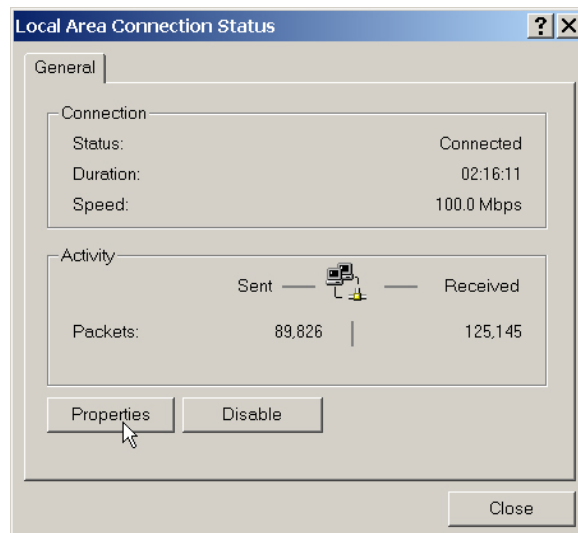 Local Area Connection Status
General
Connection
Status: Connected
Duration: 02:16:11
Speed: 100.0 Mbps
Activity
Sent Received
Packets: 89,826 125,145
Properties Disable
Close